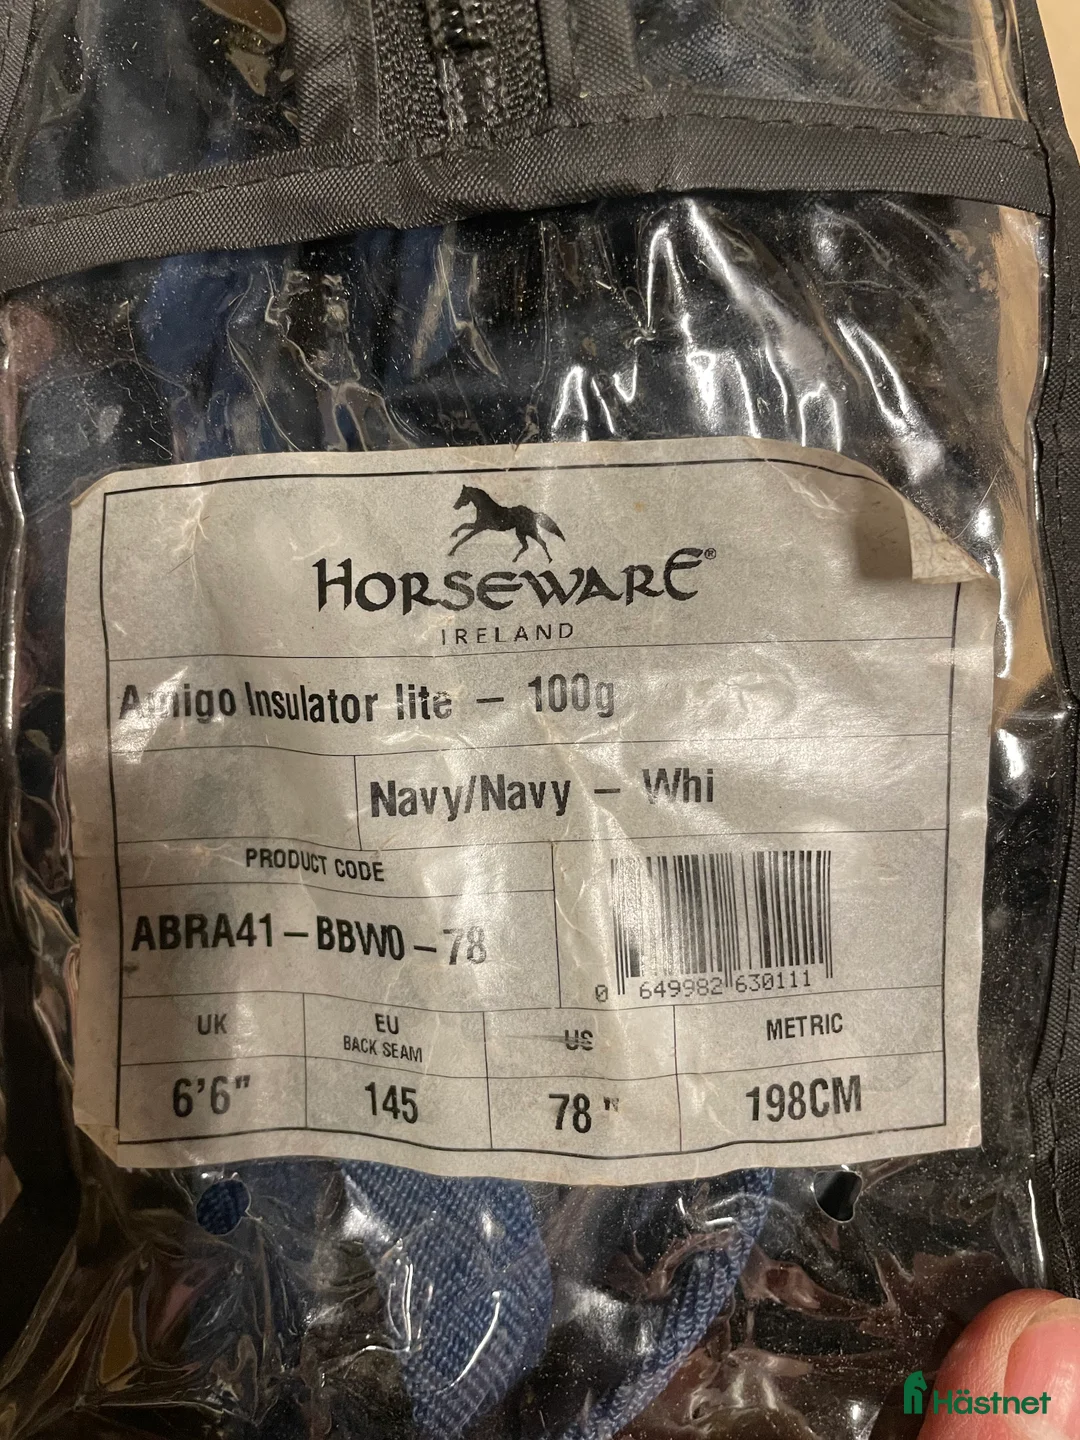 HORSEWARE®
IRELAND
Amigo Insulator lite – 100g
Navy/Navy – Whi
PRODUCT CODE
ABRA41-BBW0-78
0 649982 630111
UK
EU
BACK SEAM
US
METRIC
6'6"
145
78"
198CM
Hästnet